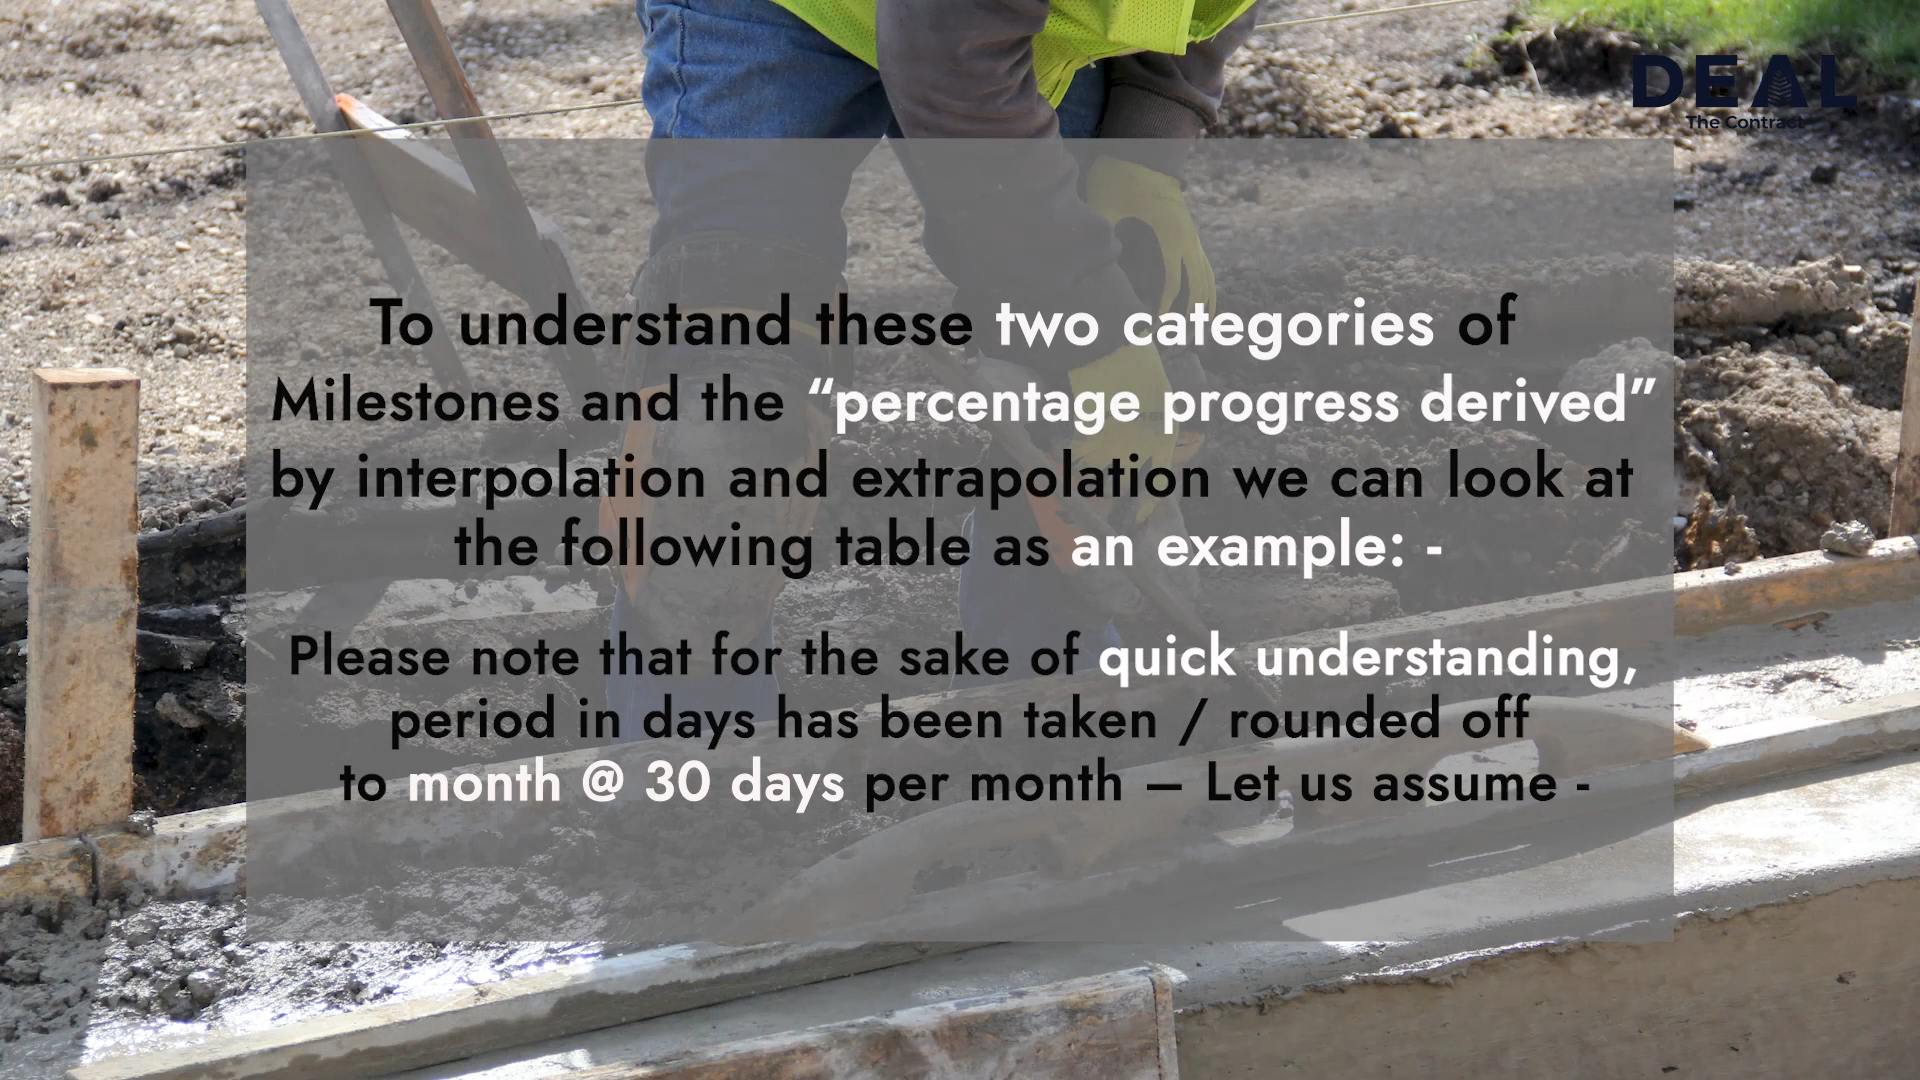 DEAL
The Contract
To understand these two categories of
Milestones and the “percentage progress derived”
by interpolation and extrapolation we can look at
the following table as an example: -
Please note that for the sake of quick understanding,
period in days has been taken / rounded off
to month @ 30 days per month – Let us assume -